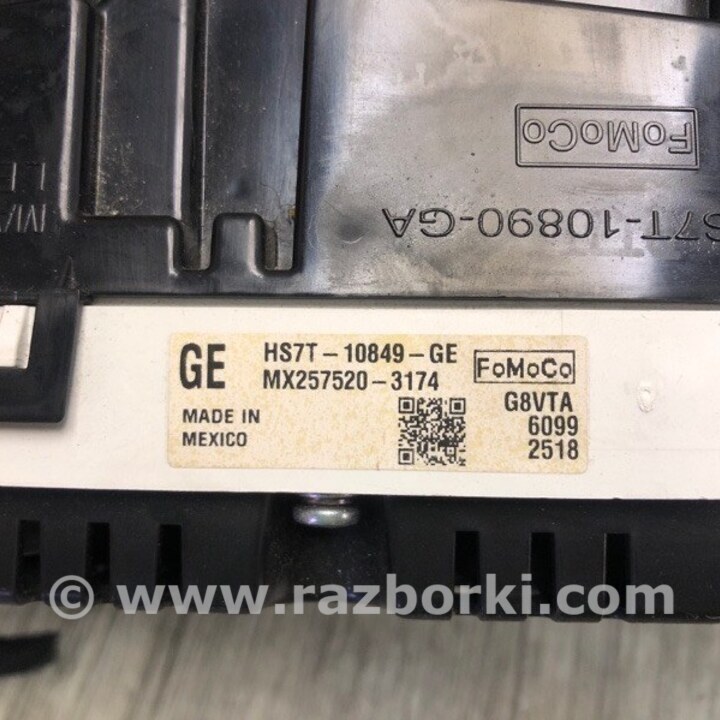 FoMoCo
S7T-10890-GA
GE
HS7T-10849-GE
MX257520-3174
FoMoCo
MADE IN
MEXICO
G8VTA
6099
2518
© www.razborki.com